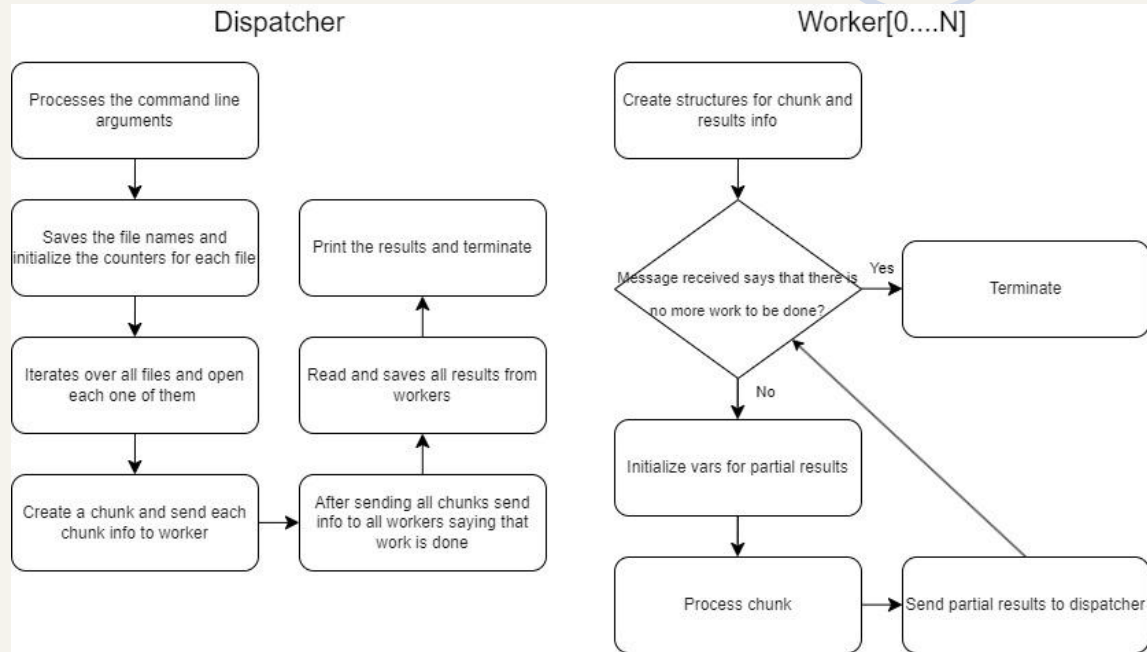 Dispatcher
Processes the command line
arguments
Saves the file names and
initialize the counters for each file
Iterates over all files and open
each one of them
Create a chunk and send each
chunk info to worker
After sending all chunks send
info to all workers saying that
work is done
Read and saves all results from
workers
Print the results and terminate
Worker[0....N]
Create structures for chunk and
results info
Message received says that there is
no more work to be done?
Yes
Terminate
No
Initialize vars for partial results
Process chunk
Send partial results to dispatcher